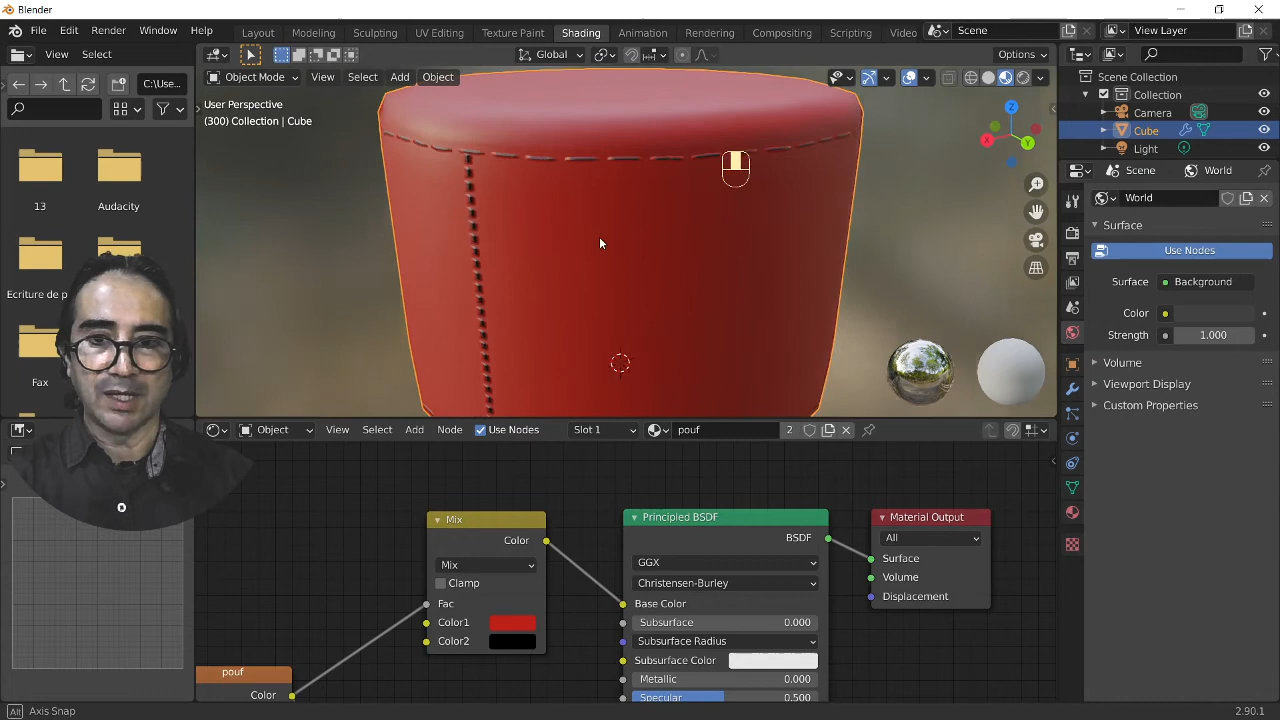 Blender
File Edit Render Window Help
Layout Modeling Sculpting UV Editing Texture Paint Shading Animation Rendering Compositing Scripting Video
Scene View Layer
View Select
Global Options
C:\Use...
Object Mode View Select Add Object
User Perspective
(300) Collection | Cube
13 Audacity
Ecriture de p
Fax
Scene Collection
Collection
Camera
Cube
Light
Scene World
World
Surface
Use Nodes
Surface Background
Color
Strength 1.000
Volume
Viewport Display
Custom Properties
Object View Select Add Node Use Nodes Slot 1 pouf 2
Mix
Color
Mix
Clamp
Fac
Color1
Color2
pouf
Color
Principled BSDF
BSDF
GGX
Christensen-Burley
Base Color
Subsurface 0.000
Subsurface Radius
Subsurface Color
Metallic 0.000
Specular 0.500
Material Output
All
Surface
Volume
Displacement
Alt Axis Snap
2.90.1